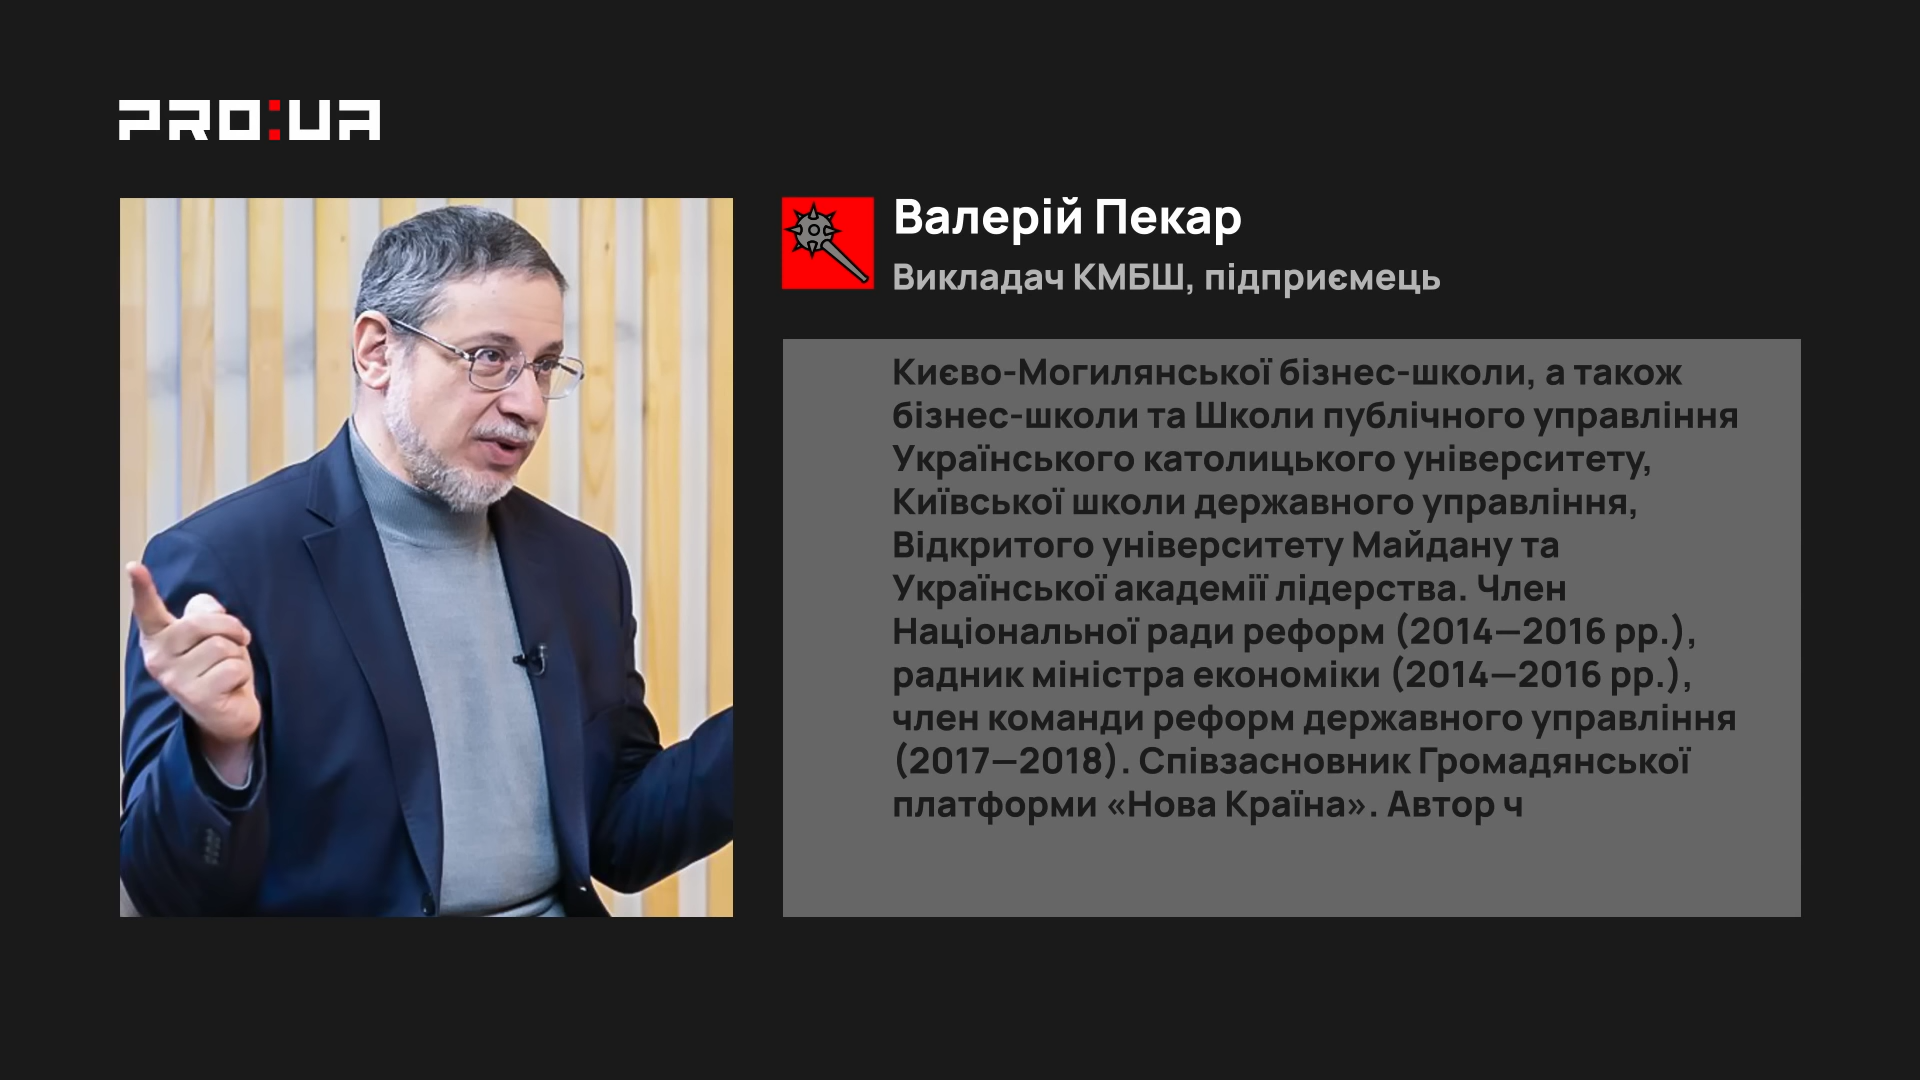 PRO:UA
Валерій Пекар
Викладач КМБШ, підприємець
Києво-Могилянської бізнес-школи, а також
бізнес-школи та Школи публічного управління
Українського католицького університету,
Київської школи державного управління,
Відкритого університету Майдану та
Української академії лідерства. Член
Національної ради реформ (2014—2016 рр.),
радник міністра економіки (2014—2016 рр.),
член команди реформ державного управління
(2017—2018). Співзасновник Громадянської
платформи «Нова Країна». Автор ч